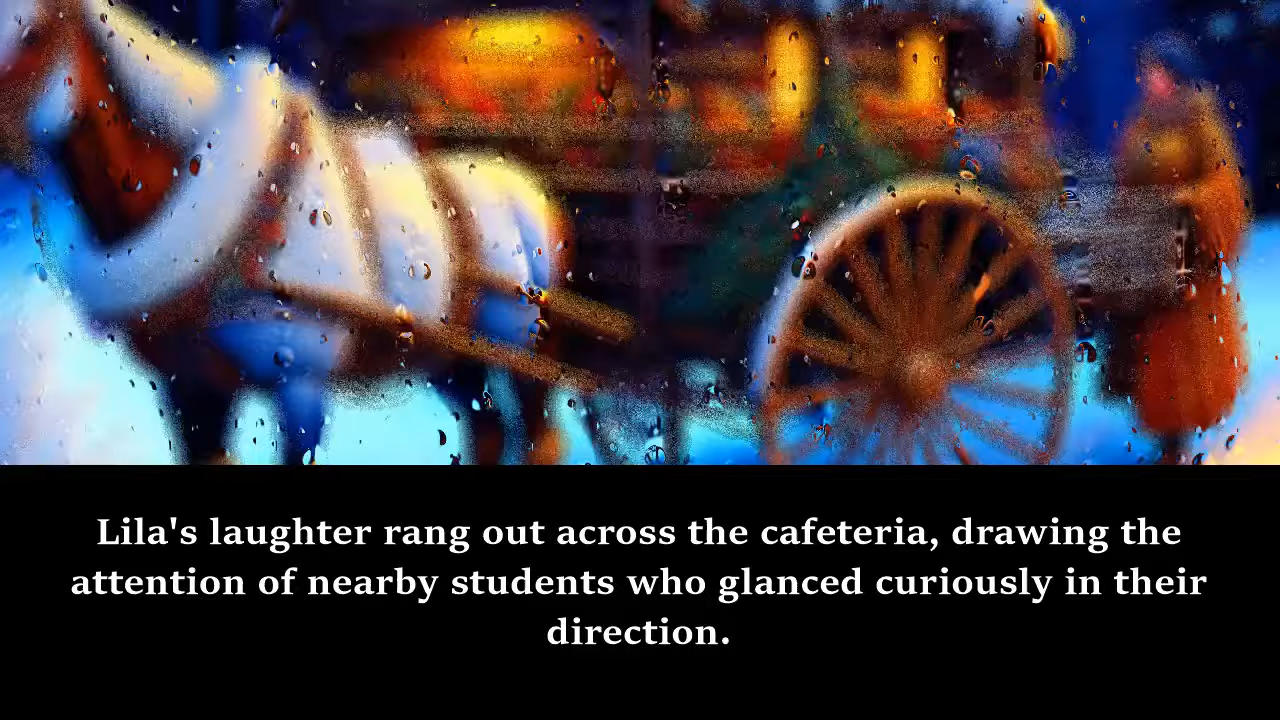 Lila's laughter rang out across the cafeteria, drawing the
attention of nearby students who glanced curiously in their
direction.